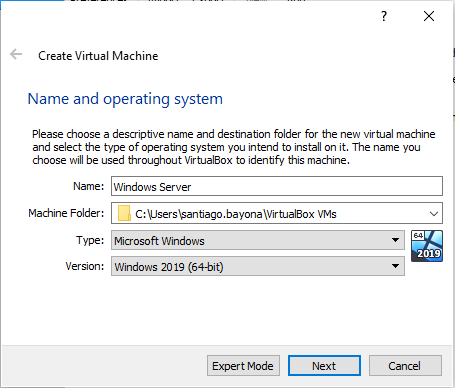 ?
Create Virtual Machine
Name and operating system
Please choose a descriptive name and destination folder for the new virtual machine
and select the type of operating system you intend to install on it. The name you
choose will be used throughout VirtualBox to identify this machine.
Name: Windows Server
Machine Folder: C:\Users\santiago.bayona\VirtualBox VMs
Type: Microsoft Windows
64
Version: Windows 2019 (64-bit)
2019
Expert Mode Next Cancel